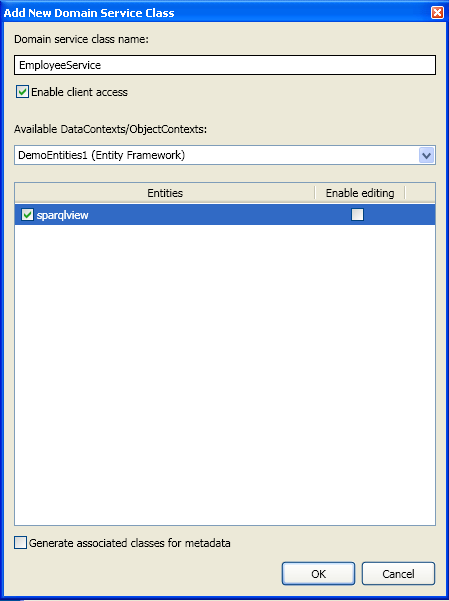 Add New Domain Service Class
Domain service class name:
EmployeeService
Enable client access
Available DataContexts/ObjectContexts:
DemoEntities1 (Entity Framework)
Entities Enable editing
sparqlview
Generate associated classes for metadata
OK Cancel